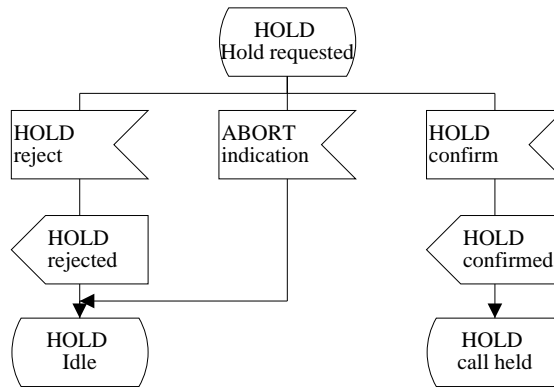 HOLD
Hold requested
HOLD
reject
ABORT
indication
HOLD
confirm
HOLD
rejected
HOLD
confirmed
HOLD
Idle
HOLD
call held